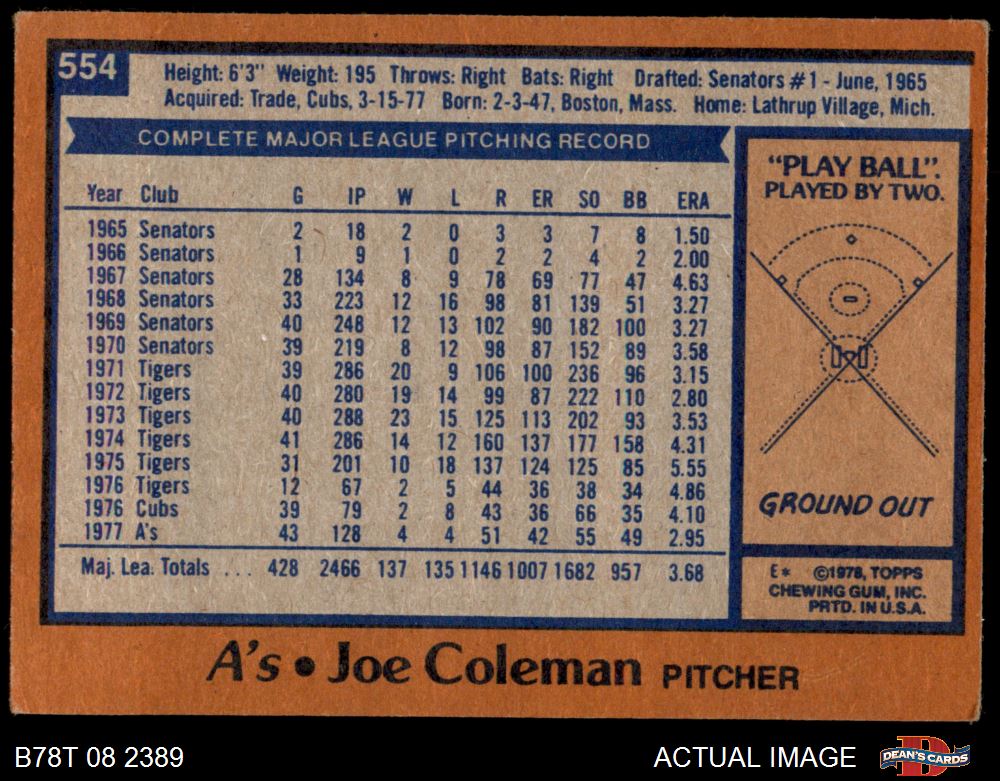 554
Height: 6'3" Weight: 195 Throws: Right Bats: Right Drafted: Senators #1 - June, 1965
Acquired: Trade, Cubs, 3-15-77 Born: 2-3-47, Boston, Mass. Home: Lathrup Village, Mich.
COMPLETE MAJOR LEAGUE PITCHING RECORD
Year Club G IP W L R ER SO BB ERA
1965 Senators 2 18 2 0 3 3 7 8 1.50
1966 Senators 1 9 1 0 2 2 4 2 2.00
1967 Senators 28 134 8 9 78 69 77 47 4.63
1968 Senators 33 223 12 16 98 81 139 51 3.27
1969 Senators 40 248 12 13 102 90 182 100 3.27
1970 Senators 39 219 8 12 98 87 152 89 3.58
1971 Tigers 39 286 20 9 106 100 236 96 3.15
1972 Tigers 40 280 19 14 99 87 222 110 2.80
1973 Tigers 40 288 23 15 125 113 202 93 3.53
1974 Tigers 41 286 14 12 160 137 177 158 4.31
1975 Tigers 31 201 10 18 137 124 125 85 5.55
1976 Tigers 12 67 2 5 44 36 38 34 4.86
1976 Cubs 39 79 2 8 43 36 66 35 4.10
1977 A's 43 128 4 4 51 42 55 49 2.95
Maj. Lea. Totals ... 428 2466 137 135 1146 1007 1682 957 3.68
"PLAY BALL".
PLAYED BY TWO.
GROUND OUT
E* ©1978, TOPPS
CHEWING GUM, INC.
PRTD. IN U.S.A.
A's • Joe Coleman PITCHER
B78T 08 2389
ACTUAL IMAGE
DEAN'S CARDS